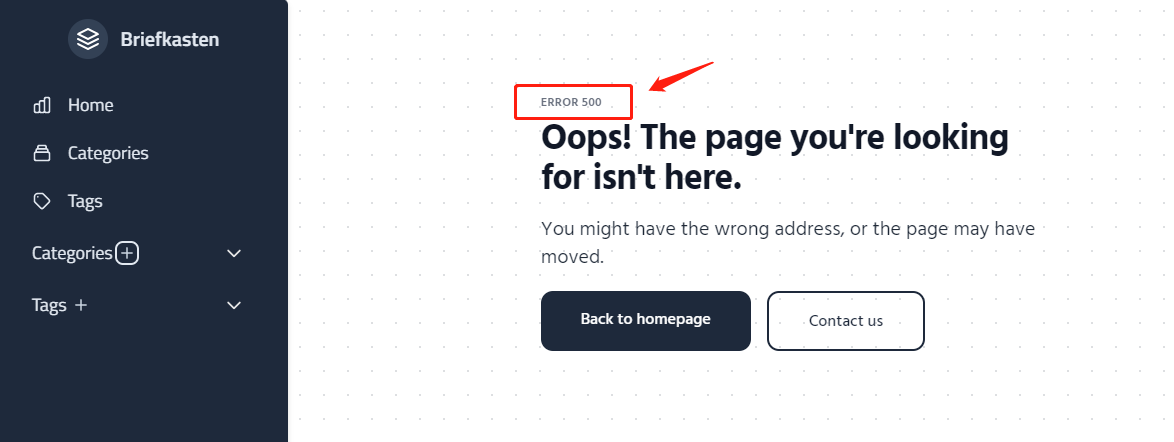 Briefkasten
Home
Categories
Tags
Categories +
Tags +
ERROR 500
Oops! The page you're looking
for isn't here.
You might have the wrong address, or the page may have
moved.
Back to homepage
Contact us